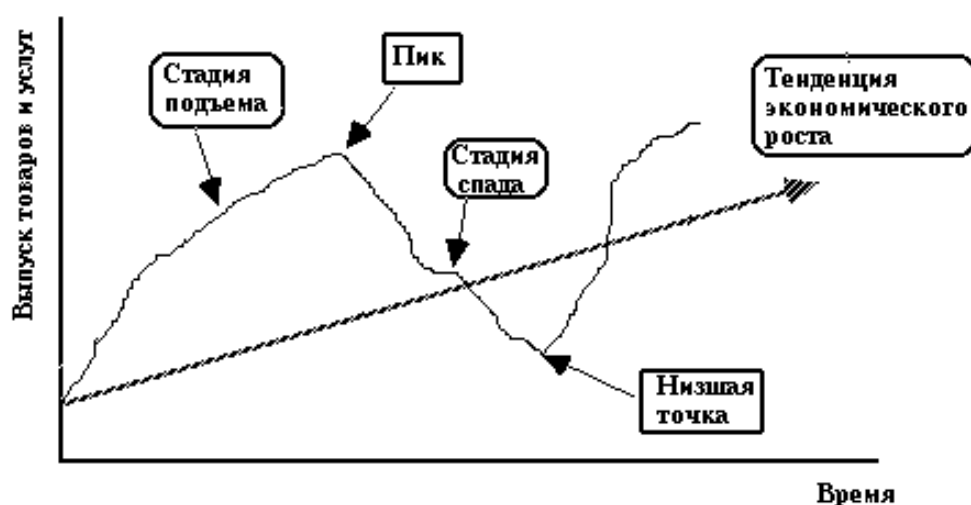 Выпуск товаров и услуг
Стадия
подъема
Пик
Стадия
спада
Тенденция
экономического
роста
Низшая
точка
Время